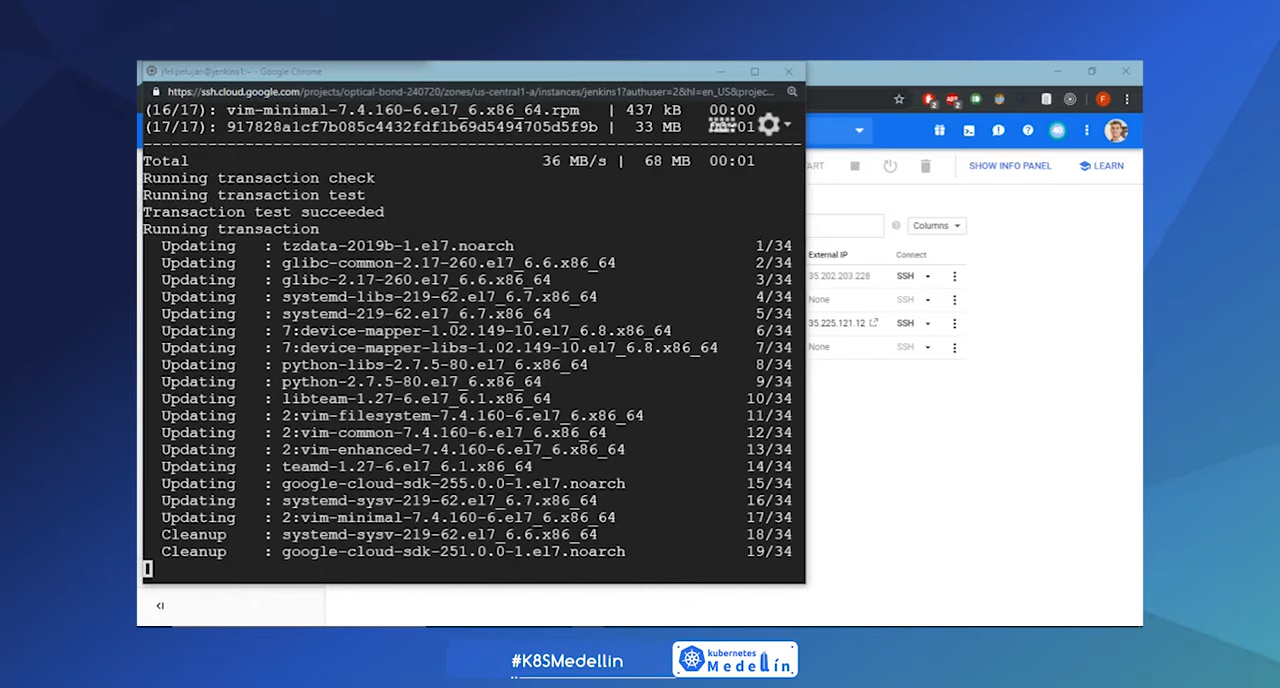 jfelipelujan@jenkins1:~ - Google Chrome
https://ssh.cloud.google.com/projects/optical-bond-240720/zones/us-central1-a/instances/jenkins1?authuser=2&hl=en_US&projec...
(16/17): vim-minimal-7.4.160-6.el7_6.x86_64.rpm | 437 kB 00:00
(17/17): 917828a1cf7b085c4432fdf1b69d5494705d5f9b | 33 MB 01
--------------------------------------------------------------------------------
Total 36 MB/s | 68 MB 00:01
Running transaction check
Running transaction test
Transaction test succeeded
Running transaction
Updating : tzdata-2019b-1.el7.noarch 1/34
Updating : glibc-common-2.17-260.el7_6.6.x86_64 2/34
Updating : glibc-2.17-260.el7_6.6.x86_64 3/34
Updating : systemd-libs-219-62.el7_6.7.x86_64 4/34
Updating : systemd-219-62.el7_6.7.x86_64 5/34
Updating : 7:device-mapper-1.02.149-10.el7_6.8.x86_64 6/34
Updating : 7:device-mapper-libs-1.02.149-10.el7_6.8.x86_64 7/34
Updating : python-libs-2.7.5-80.el7_6.x86_64 8/34
Updating : python-2.7.5-80.el7_6.x86_64 9/34
Updating : libteam-1.27-6.el7_6.1.x86_64 10/34
Updating : 2:vim-filesystem-7.4.160-6.el7_6.x86_64 11/34
Updating : 2:vim-common-7.4.160-6.el7_6.x86_64 12/34
Updating : 2:vim-enhanced-7.4.160-6.el7_6.x86_64 13/34
Updating : teamd-1.27-6.el7_6.1.x86_64 14/34
Updating : google-cloud-sdk-255.0.0-1.el7.noarch 15/34
Updating : systemd-sysv-219-62.el7_6.7.x86_64 16/34
Updating : 2:vim-minimal-7.4.160-6.el7_6.x86_64 17/34
Cleanup : systemd-sysv-219-62.el7_6.6.x86_64 18/34
Cleanup : google-cloud-sdk-251.0.0-1.el7.noarch 19/34
ART SHOW INFO PANEL LEARN
Columns
External IP Connect
35.202.203.228 SSH
None SSH
35.225.121.12 SSH
None SSH
#K8SMedellin
kubernetes
Medellín